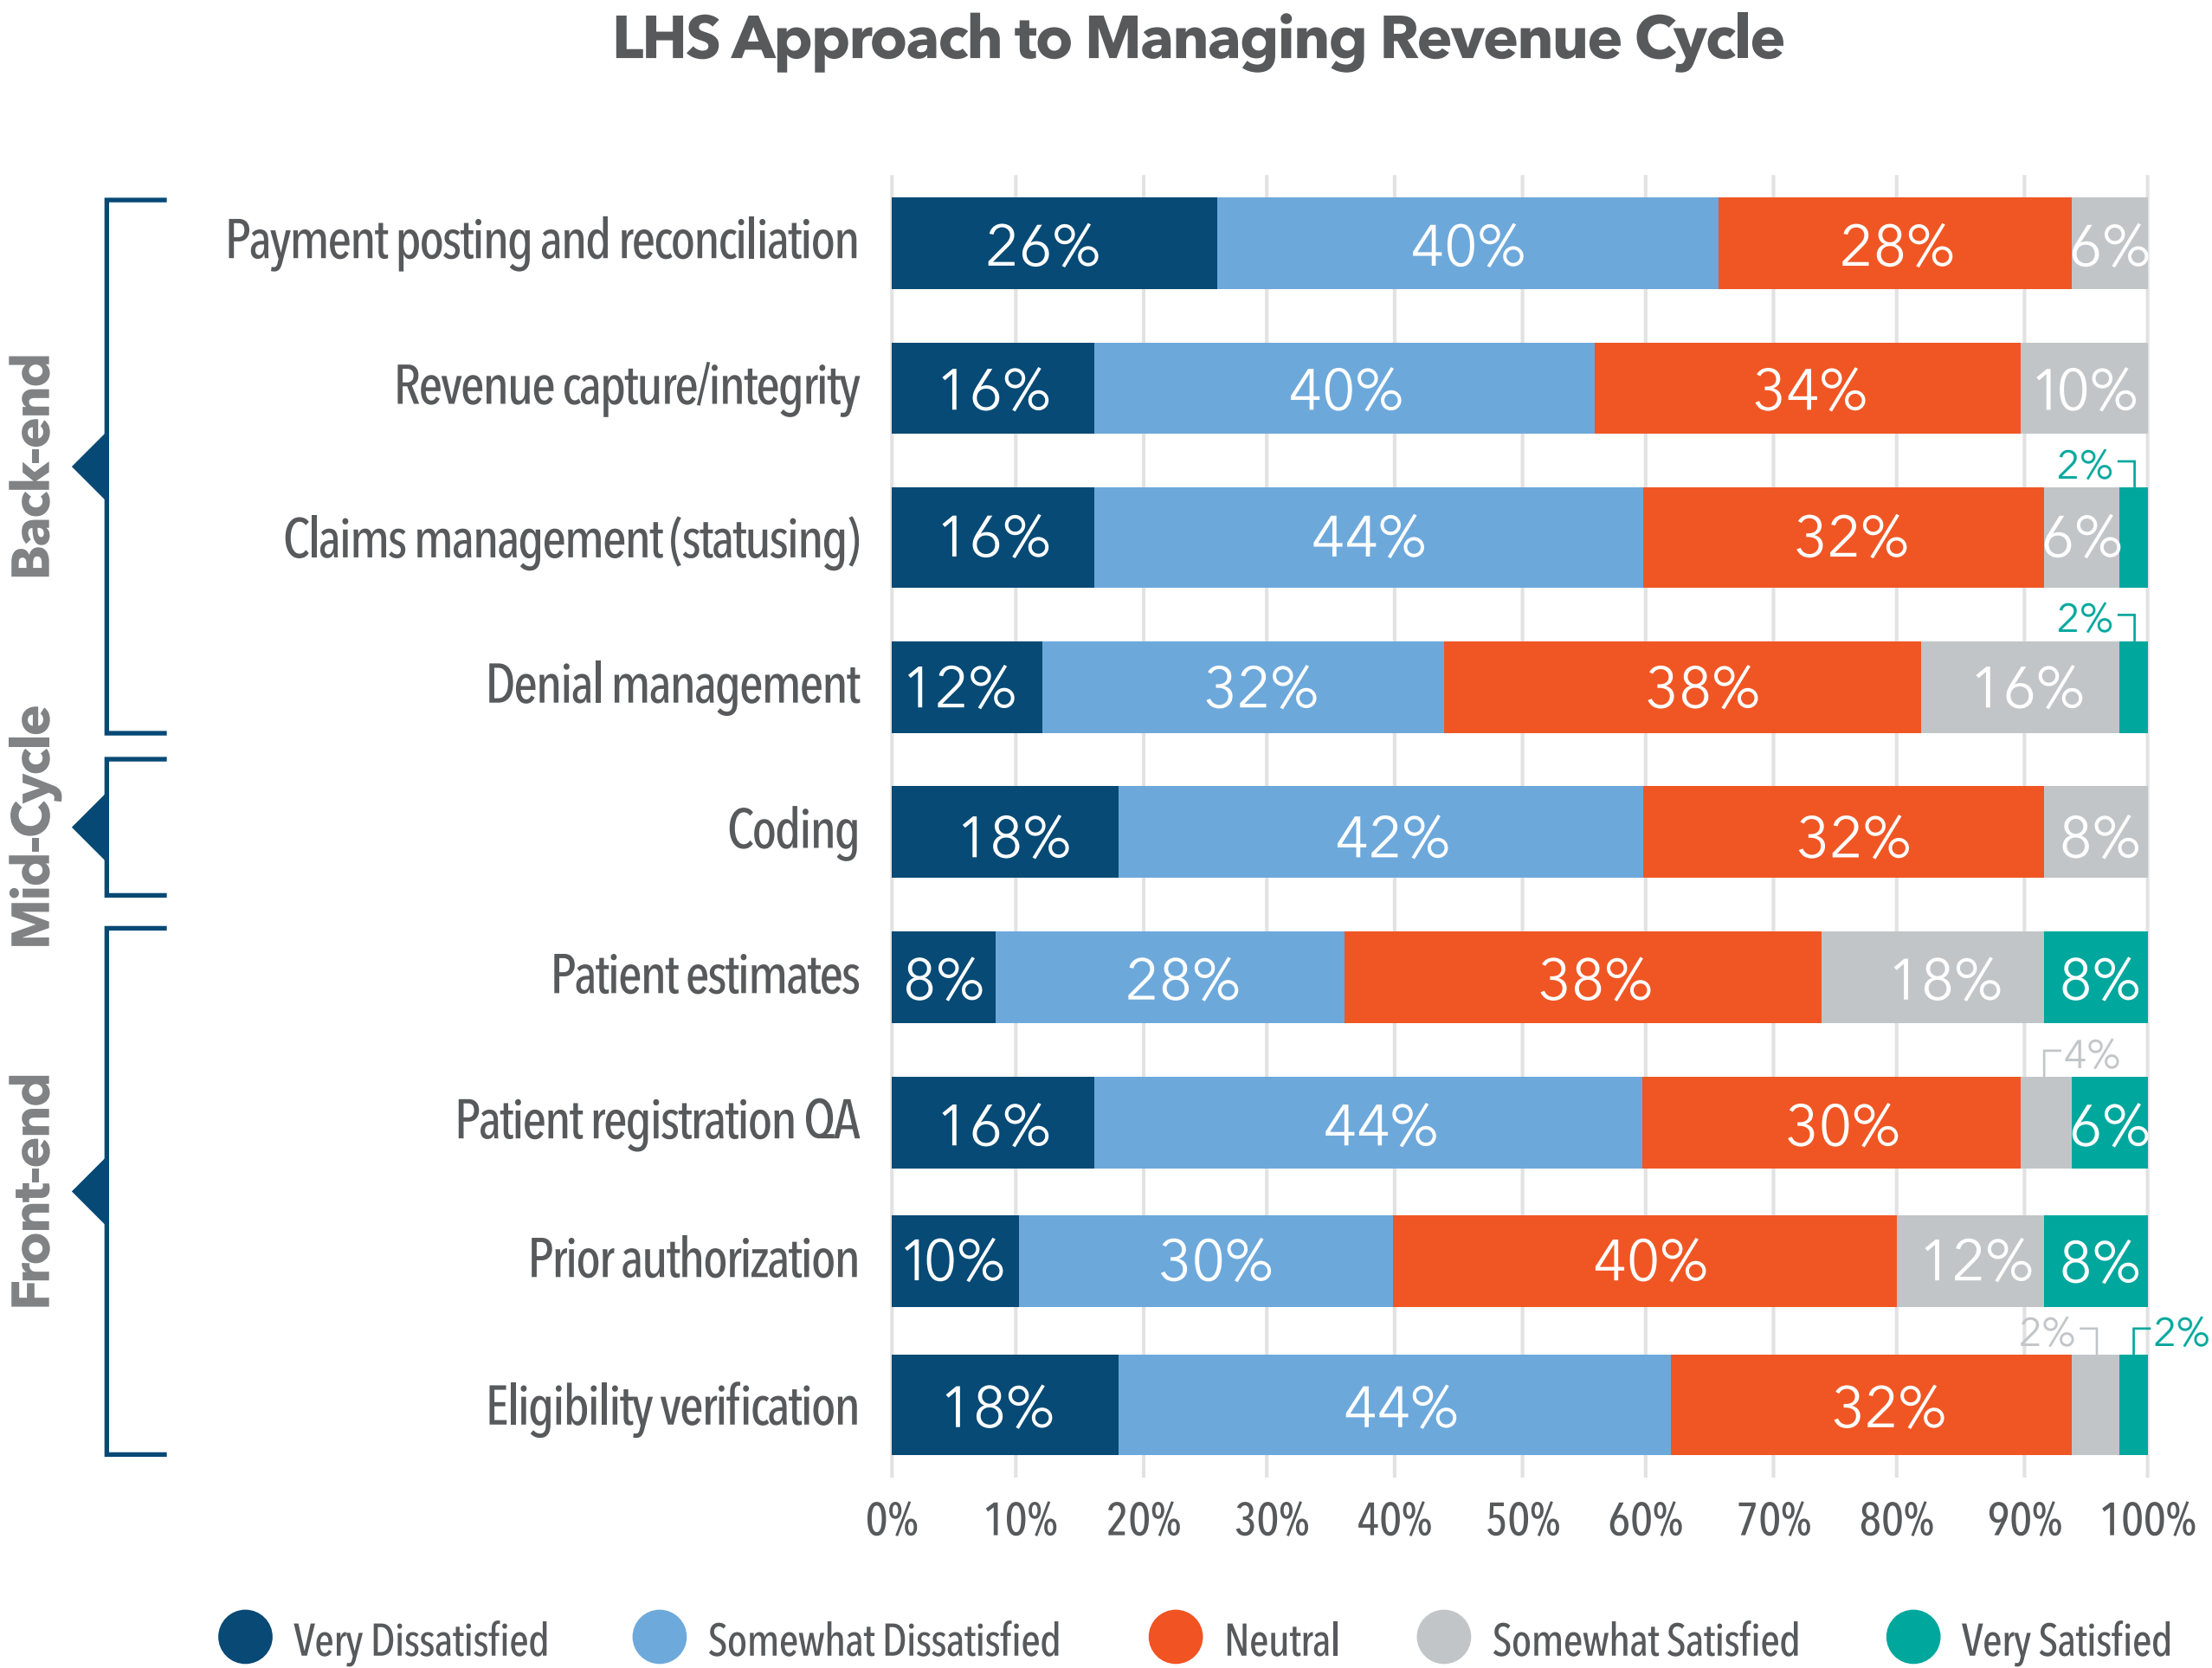 LHS Approach to Managing Revenue Cycle
Back-end
Payment posting and reconciliation
26% 40% 28% 6%
Revenue capture/integrity
16% 40% 34% 10%
2%
Claims management (statusing)
16% 44% 32% 6%
2%
Denial management
12% 32% 38% 16%
Mid-Cycle
Coding
18% 42% 32% 8%
Front-end
Patient estimates
8% 28% 38% 18% 8%
4%
Patient registration QA
16% 44% 30% 6%
Prior authorization
10% 30% 40% 12% 8%
2% 2%
Eligibility verification
18% 44% 32%
0% 10% 20% 30% 40% 50% 60% 70% 80% 90% 100%
Very Dissatisfied Somewhat Dissatisfied Neutral Somewhat Satisfied Very Satisfied